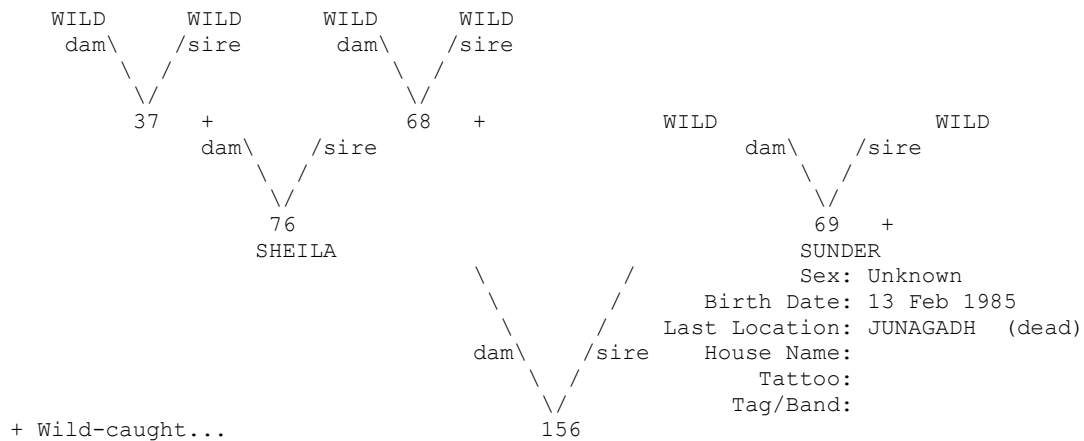 WILD WILD WILD WILD
dam\ /sire dam\ /sire
\ / \ /
\/ \/
37 + 68 + WILD WILD
dam\ /sire dam\ /sire
\ / \ /
\/ \/
76 69 +
SHEILA SUNDER
\ / Sex: Unknown
\ / Birth Date: 13 Feb 1985
\ / Last Location: JUNAGADH (dead)
dam\ /sire House Name:
\ / Tattoo:
\/ Tag/Band:
+ Wild-caught... 156